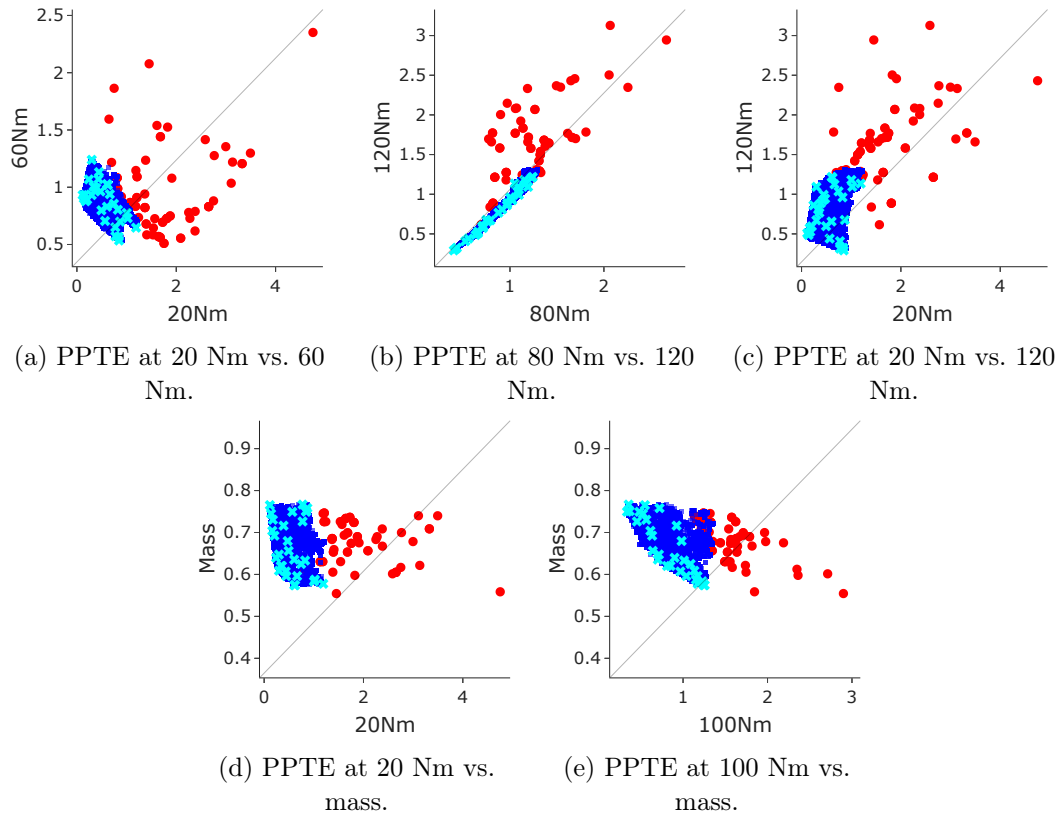 2.5
2
1.5
1
0.5
60Nm
0
2
4
20Nm
3
2.5
2
1.5
1
0.5
120Nm
1
2
80Nm
3
2.5
2
1.5
1
0.5
120Nm
0
2
4
20Nm
(a) PPTE at 20 Nm vs. 60
Nm.
(b) PPTE at 80 Nm vs. 120
Nm.
(c) PPTE at 20 Nm vs. 120
Nm.
0.9
0.8
0.7
0.6
0.5
0.4
Mass
0
2
4
20Nm
0.9
0.8
0.7
0.6
0.5
0.4
Mass
1
2
3
100Nm
(d) PPTE at 20 Nm vs.
mass.
(e) PPTE at 100 Nm vs.
mass.